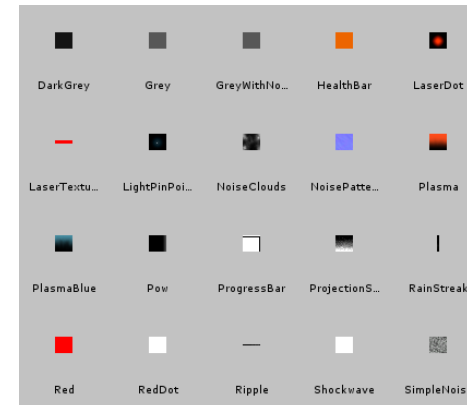 DarkGrey Grey GreyWithNo... HealthBar LaserDot
LaserTextu... LightPinPoi... NoiseClouds NoisePatte... Plasma
PlasmaBlue Pow ProgressBar ProjectionS... RainStreak
Red RedDot Ripple Shockwave SimpleNois